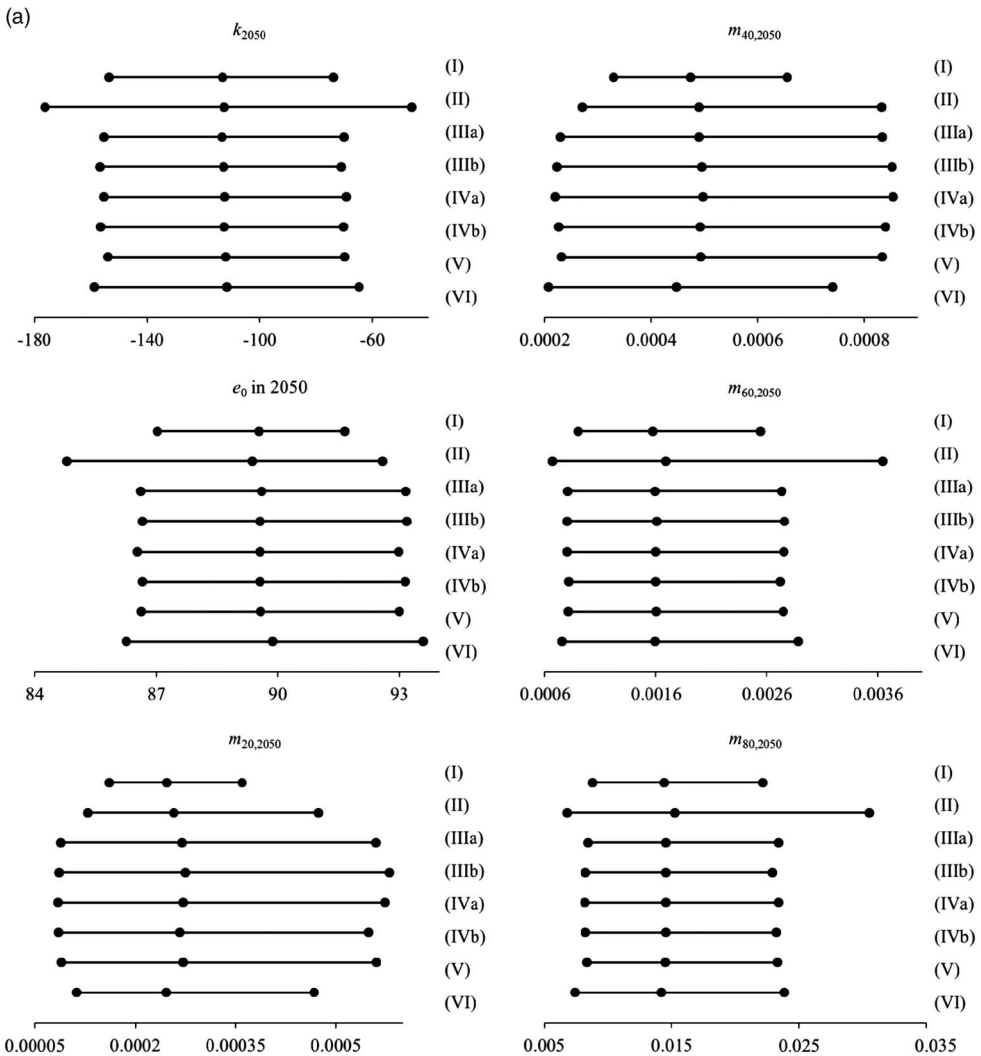 (a)
k2050
(I)
(II)
(IIIa)
(IIIb)
(IVa)
(IVb)
(V)
(VI)
-180 -140 -100 -60
m40,2050
(I)
(II)
(IIIa)
(IIIb)
(IVa)
(IVb)
(V)
(VI)
0.0002 0.0004 0.0006 0.0008
e0 in 2050
(I)
(II)
(IIIa)
(IIIb)
(IVa)
(IVb)
(V)
(VI)
84 87 90 93
m60,2050
(I)
(II)
(IIIa)
(IIIb)
(IVa)
(IVb)
(V)
(VI)
0.0006 0.0016 0.0026 0.0036
m20,2050
(I)
(II)
(IIIa)
(IIIb)
(IVa)
(IVb)
(V)
(VI)
0.00005 0.0002 0.00035 0.0005
m80,2050
(I)
(II)
(IIIa)
(IIIb)
(IVa)
(IVb)
(V)
(VI)
0.005 0.015 0.025 0.035